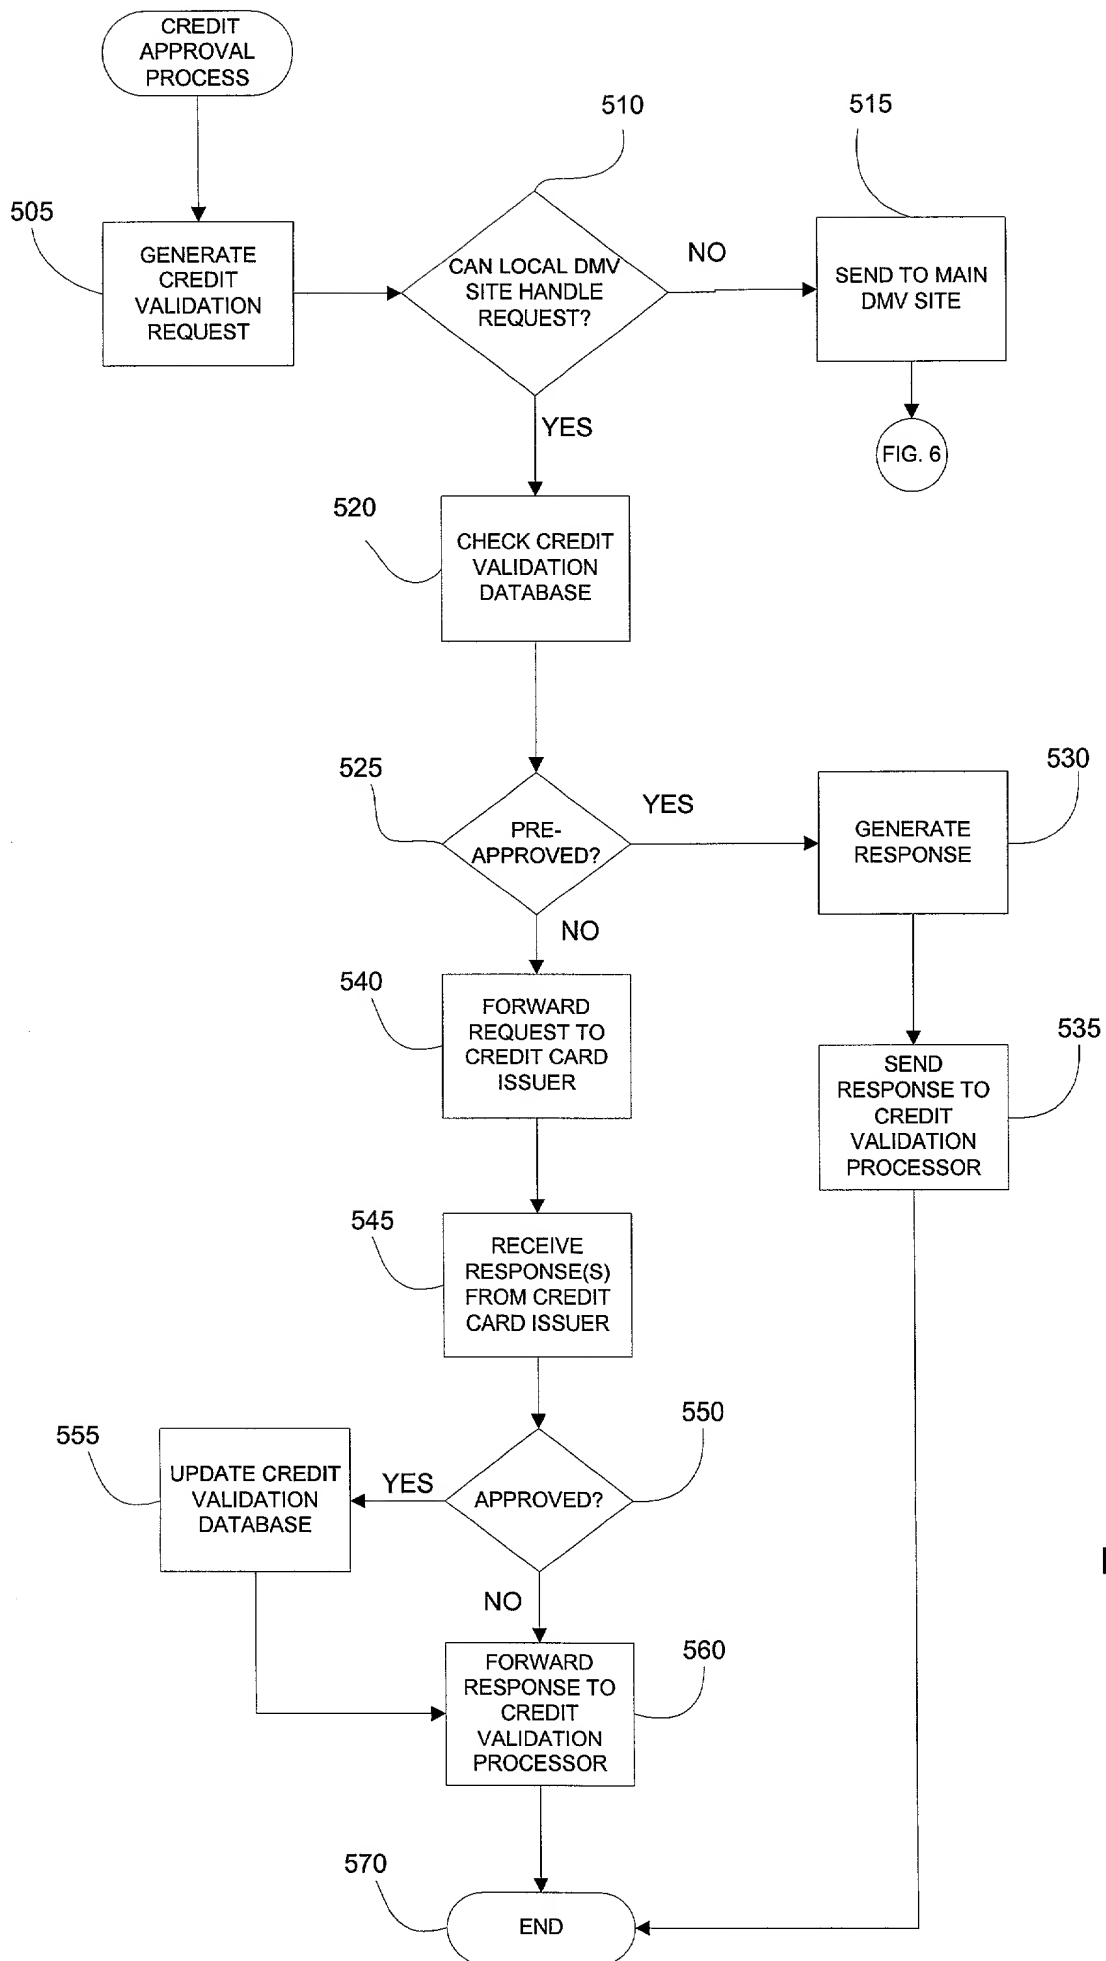 CREDIT
APPROVAL
PROCESS
510
515
505
GENERATE
CREDIT
VALIDATION
REQUEST
CAN LOCAL DMV
SITE HANDLE
REQUEST?
NO
SEND TO MAIN
DMV SITE
YES
FIG. 6
520
CHECK CREDIT
VALIDATION
DATABASE
525
PRE-
APPROVED?
YES
530
GENERATE
RESPONSE
NO
540
FORWARD
REQUEST TO
CREDIT CARD
ISSUER
535
SEND
RESPONSE TO
CREDIT
VALIDATION
PROCESSOR
545
RECEIVE
RESPONSE(S)
FROM CREDIT
CARD ISSUER
550
555
UPDATE CREDIT
VALIDATION
DATABASE
YES
APPROVED?
NO
560
FORWARD
RESPONSE TO
CREDIT
VALIDATION
PROCESSOR
570
END